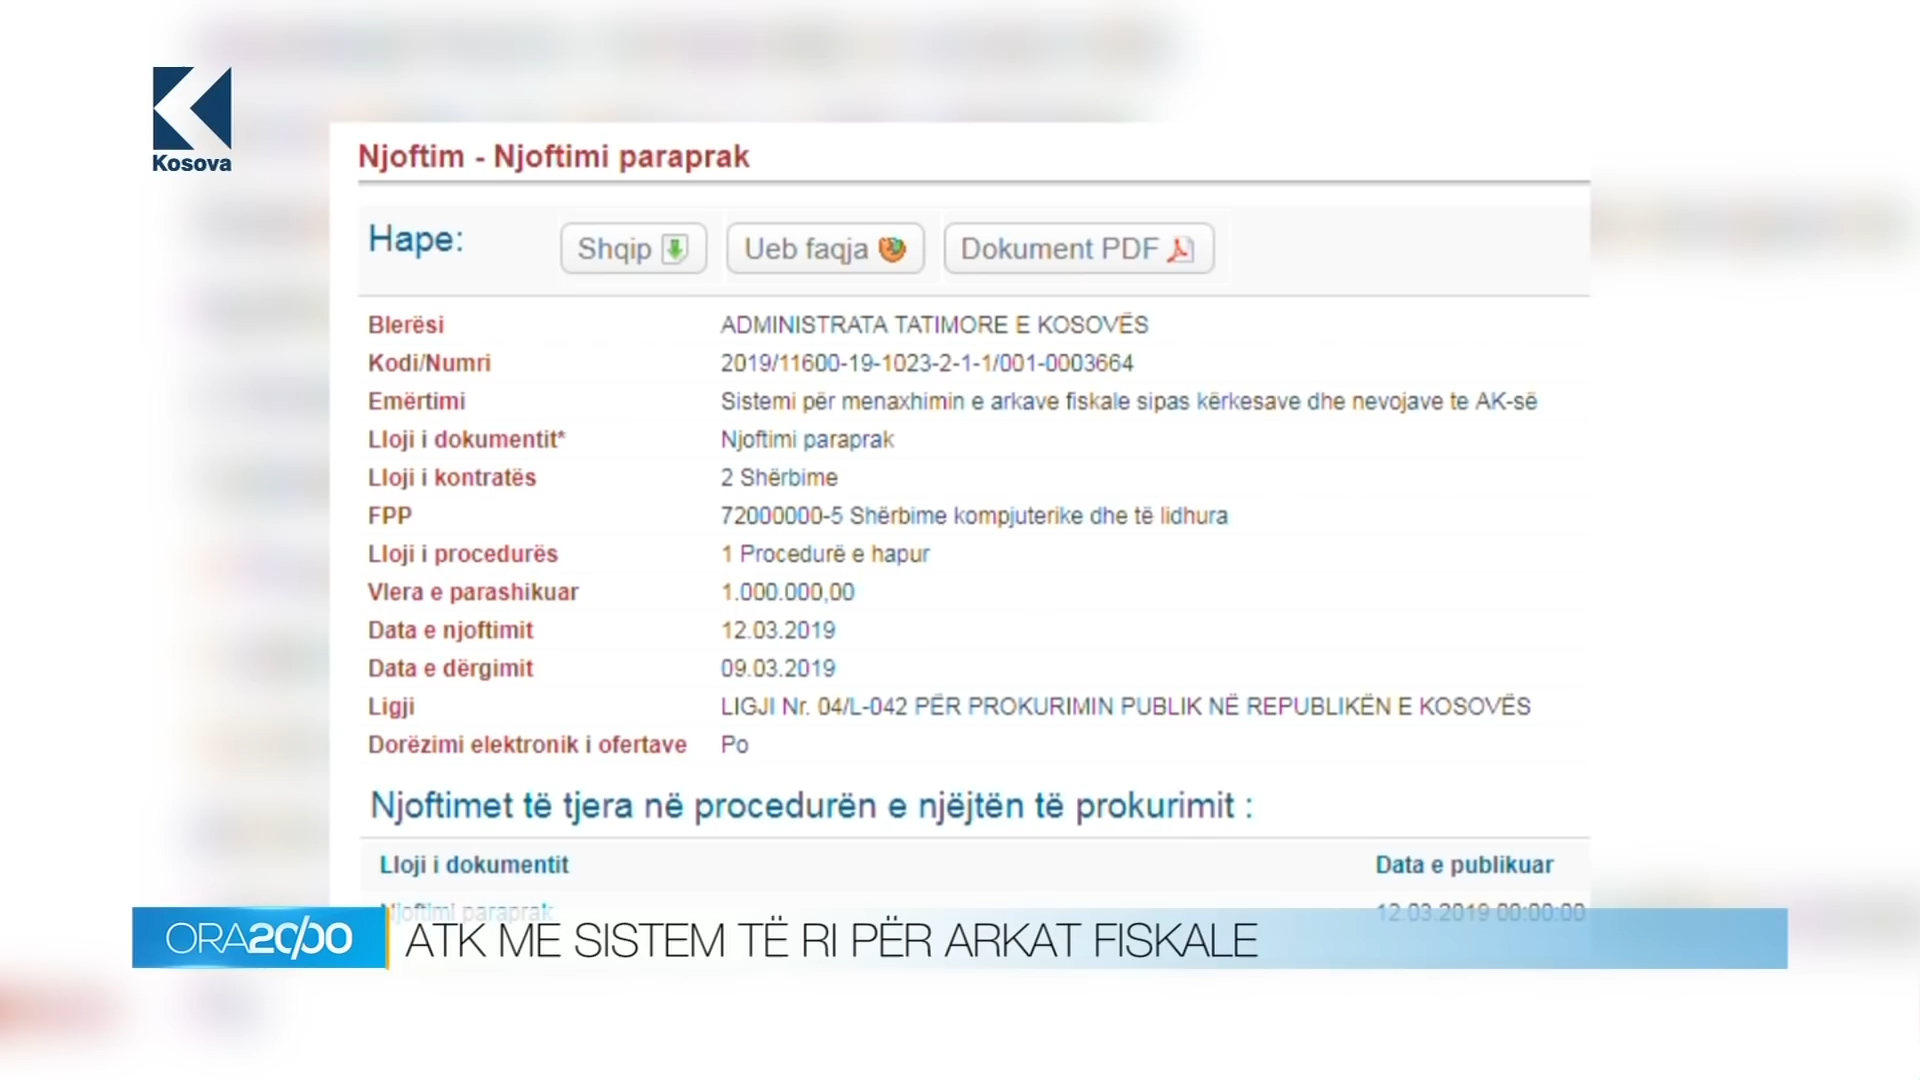 Kosova
Njoftim - Njoftimi paraprak
Hape: Shqip Ueb faqja Dokument PDF
Blerësi ADMINISTRATA TATIMORE E KOSOVËS
Kodi/Numri 2019/11600-19-1023-2-1-1/001-0003664
Emërtimi Sistemi për menaxhimin e arkave fiskale sipas kërkesave dhe nevojave te AK-së
Lloji i dokumentit* Njoftimi paraprak
Lloji i kontratës 2 Shërbime
FPP 72000000-5 Shërbime kompjuterike dhe të lidhura
Lloji i procedurës 1 Procedurë e hapur
Vlera e parashikuar 1.000.000,00
Data e njoftimit 12.03.2019
Data e dërgimit 09.03.2019
Ligji LIGJI Nr. 04/L-042 PËR PROKURIMIN PUBLIK NË REPUBLIKËN E KOSOVËS
Dorëzimi elektronik i ofertave Po
Njoftimet të tjera në procedurën e njëjtën të prokurimit :
Lloji i dokumentit Data e publikuar
Njoftimi paraprak 12.03.2019 00:00:00
ORA20/00 ATK ME SISTEM TË RI PËR ARKAT FISKALE